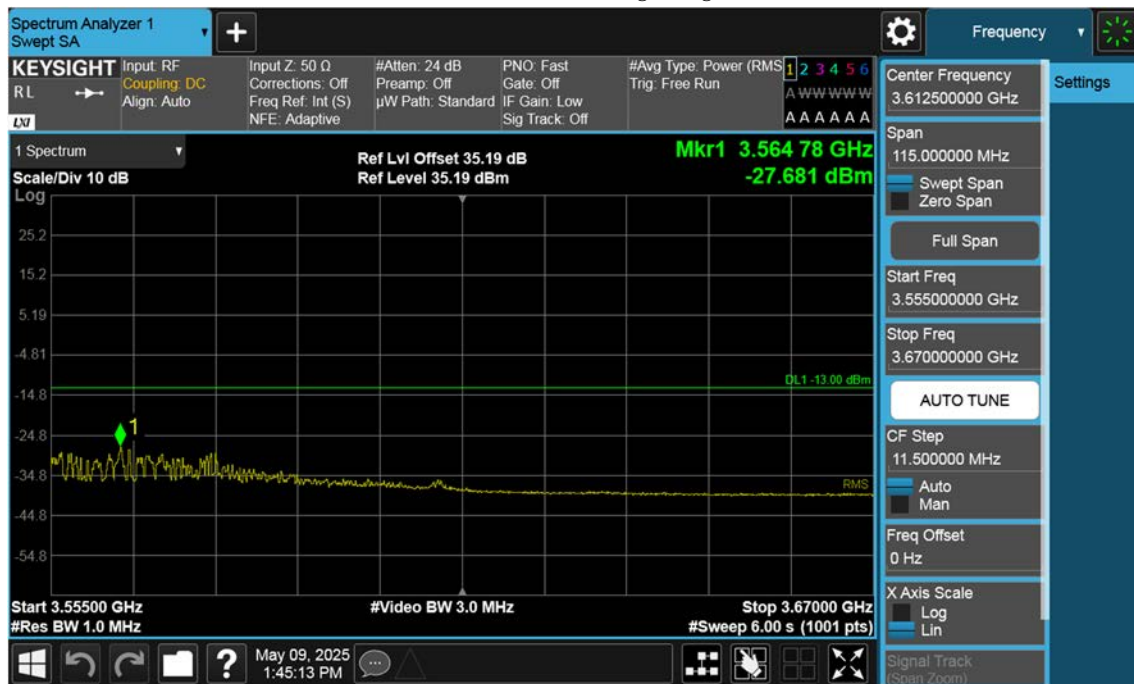 Spectrum Analyzer 1
Swept SA
+
Frequency
KEYSIGHT
RL
LXI
Input: RF
Coupling: DC
Align: Auto
Input Z: 50 Ω
Corrections: Off
Freq Ref: Int (S)
NFE: Adaptive
#Atten: 24 dB
Preamp: Off
µW Path: Standard
PNO: Fast
Gate: Off
IF Gain: Low
Sig Track: Off
#Avg Type: Power (RMS
Trig: Free Run
1 2 3 4 5 6
A W W W W W
A A A A A A
1 Spectrum
Scale/Div 10 dB
Log
Ref Lvl Offset 35.19 dB
Ref Level 35.19 dBm
Mkr1 3.564 78 GHz
-27.681 dBm
25.2
15.2
5.19
-4.81
DL1 -13.00 dBm
-14.8
1
-24.8
-34.8
RMS
-44.8
-54.8
Start 3.55500 GHz
#Res BW 1.0 MHz
#Video BW 3.0 MHz
Stop 3.67000 GHz
#Sweep 6.00 s (1001 pts)
?
May 09, 2025
1:45:13 PM
Center Frequency
3.612500000 GHz
Span
115.000000 MHz
Swept Span
Zero Span
Full Span
Start Freq
3.555000000 GHz
Stop Freq
3.670000000 GHz
AUTO TUNE
CF Step
11.500000 MHz
Auto
Man
Freq Offset
0 Hz
X Axis Scale
Log
Lin
Signal Track
(Span Zoom)
Settings